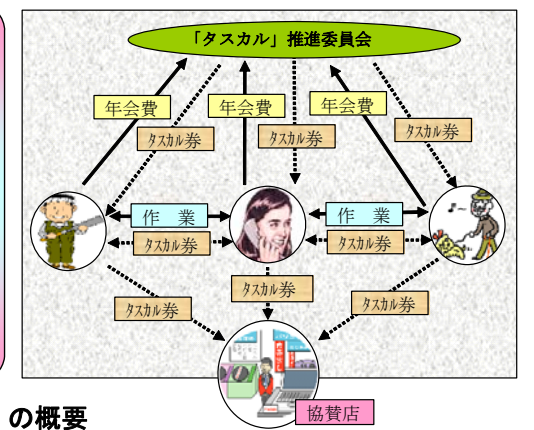 「タスカル」推進委員会
年会費
年会費
年会費
ﾀｽｶﾙ券
ﾀｽｶﾙ券
ﾀｽｶﾙ券
作　業
作　業
ﾀｽｶﾙ券
ﾀｽｶﾙ券
ﾀｽｶﾙ券
ﾀｽｶﾙ券
ﾀｽｶﾙ券
協賛店
の概要